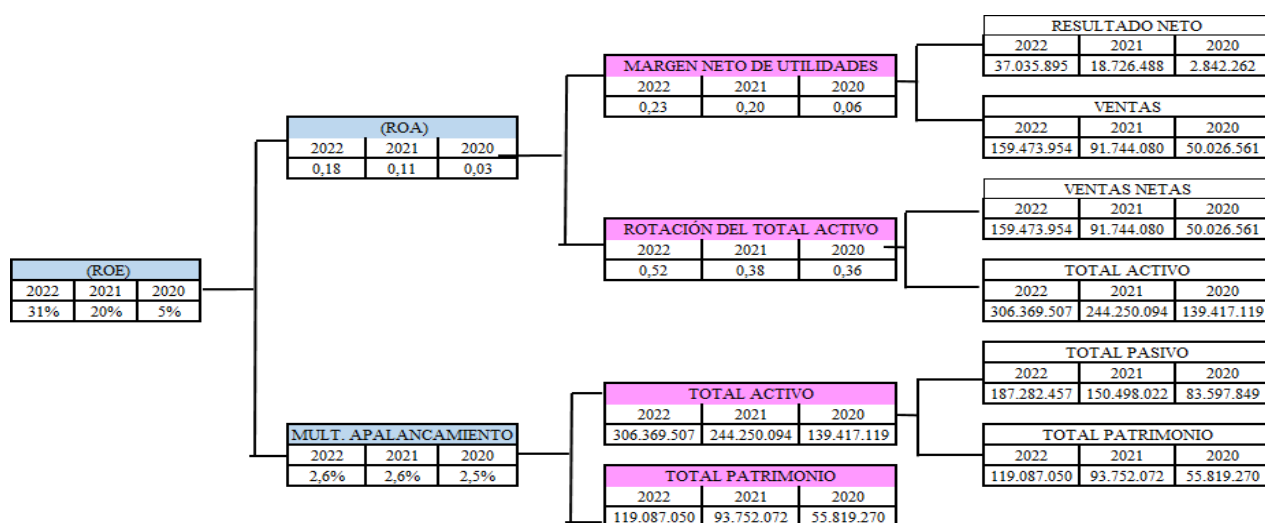 RESULTADO NETO
2022 2021 2020
37.035.895 18.726.488 2.842.262
MARGEN NETO DE UTILIDADES
2022 2021 2020
0,23 0,20 0,06
VENTAS
2022 2021 2020
159.473.954 91.744.080 50.026.561
(ROA)
2022 2021 2020
0,18 0,11 0,03
VENTAS NETAS
2022 2021 2020
159.473.954 91.744.080 50.026.561
ROTACIÓN DEL TOTAL ACTIVO
2022 2021 2020
0,52 0,38 0,36
TOTAL ACTIVO
2022 2021 2020
306.369.507 244.250.094 139.417.119
(ROE)
2022 2021 2020
31% 20% 5%
TOTAL PASIVO
2022 2021 2020
187.282.457 150.498.022 83.597.849
TOTAL ACTIVO
2022 2021 2020
306.369.507 244.250.094 139.417.119
MULT. APALANCAMIENTO
2022 2021 2020
2,6% 2,6% 2,5%
TOTAL PATRIMONIO
2022 2021 2020
119.087.050 93.752.072 55.819.270
TOTAL PATRIMONIO
2022 2021 2020
119.087.050 93.752.072 55.819.270